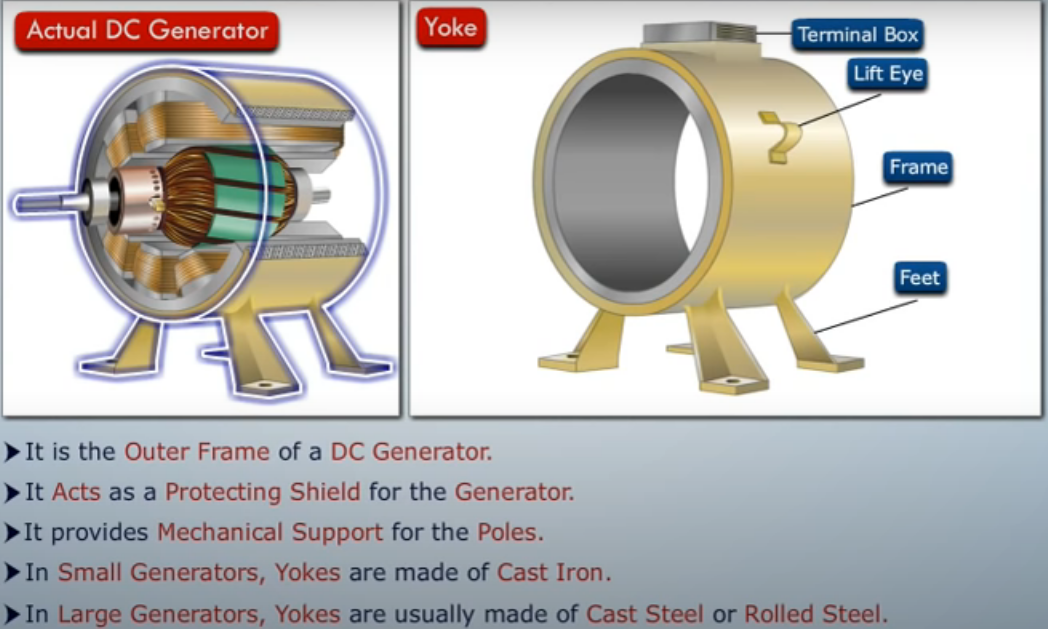 Actual DC Generator
Yoke
Terminal Box
Lift Eye
Frame
Feet
➤It is the Outer Frame of a DC Generator.
➤It Acts as a Protecting Shield for the Generator.
➤It provides Mechanical Support for the Poles.
➤In Small Generators, Yokes are made of Cast Iron.
➤In Large Generators, Yokes are usually made of Cast Steel or Rolled Steel.